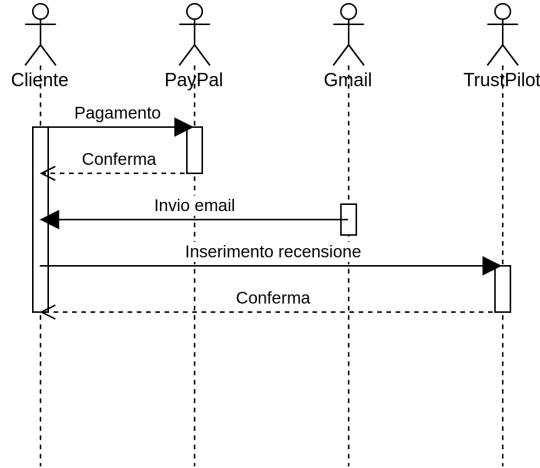 Cliente
PayPal
Gmail
TrustPilot
Pagamento
Conferma
Invio email
Inserimento recensione
Conferma